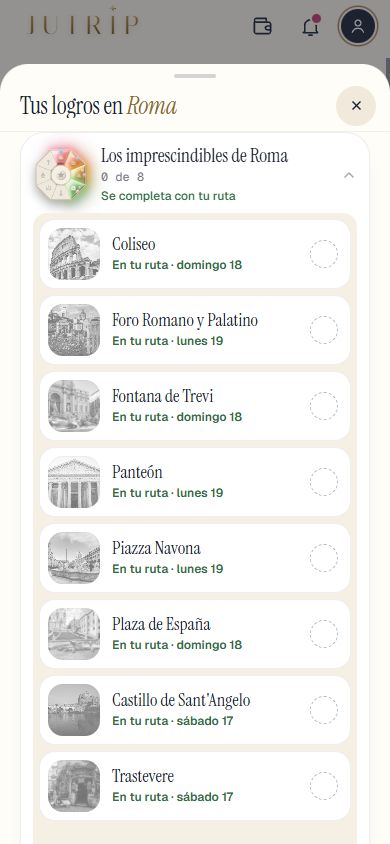 JUTRIP
Tus logros en Roma
Los imprescindibles de Roma
0 de 8
Se completa con tu ruta
Coliseo
En tu ruta · domingo 18
Foro Romano y Palatino
En tu ruta · lunes 19
Fontana de Trevi
En tu ruta · domingo 18
Panteón
En tu ruta · lunes 19
Piazza Navona
En tu ruta · lunes 19
Plaza de España
En tu ruta · domingo 18
Castillo de Sant'Angelo
En tu ruta · sábado 17
Trastevere
En tu ruta · sábado 17